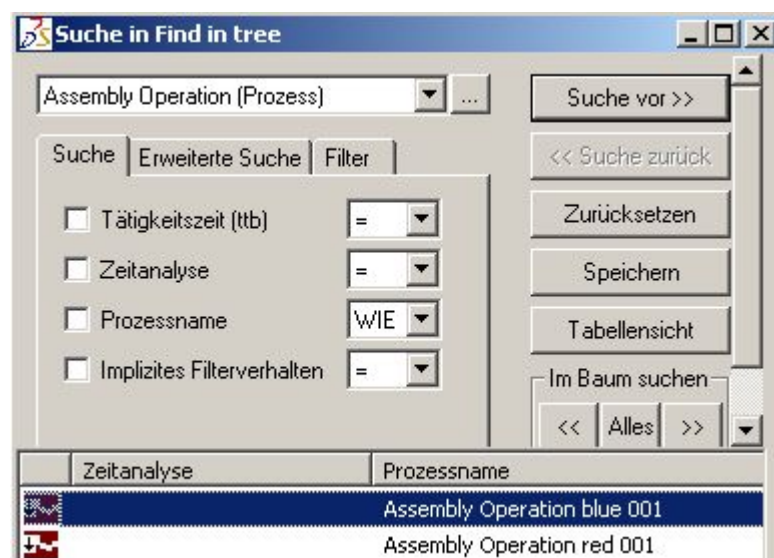 Suche in Find in tree
Assembly Operation (Prozess) ... Suche vor >>
Suche Erweiterte Suche Filter << Suche zurück
Tätigkeitszeit (ttb) = Zurücksetzen
Zeitanalyse = Speichern
Prozessname WIE Tabellensicht
Implizites Filterverhalten = Im Baum suchen
<< Alles >>
Zeitanalyse Prozessname
Assembly Operation blue 001
Assembly Operation red 001